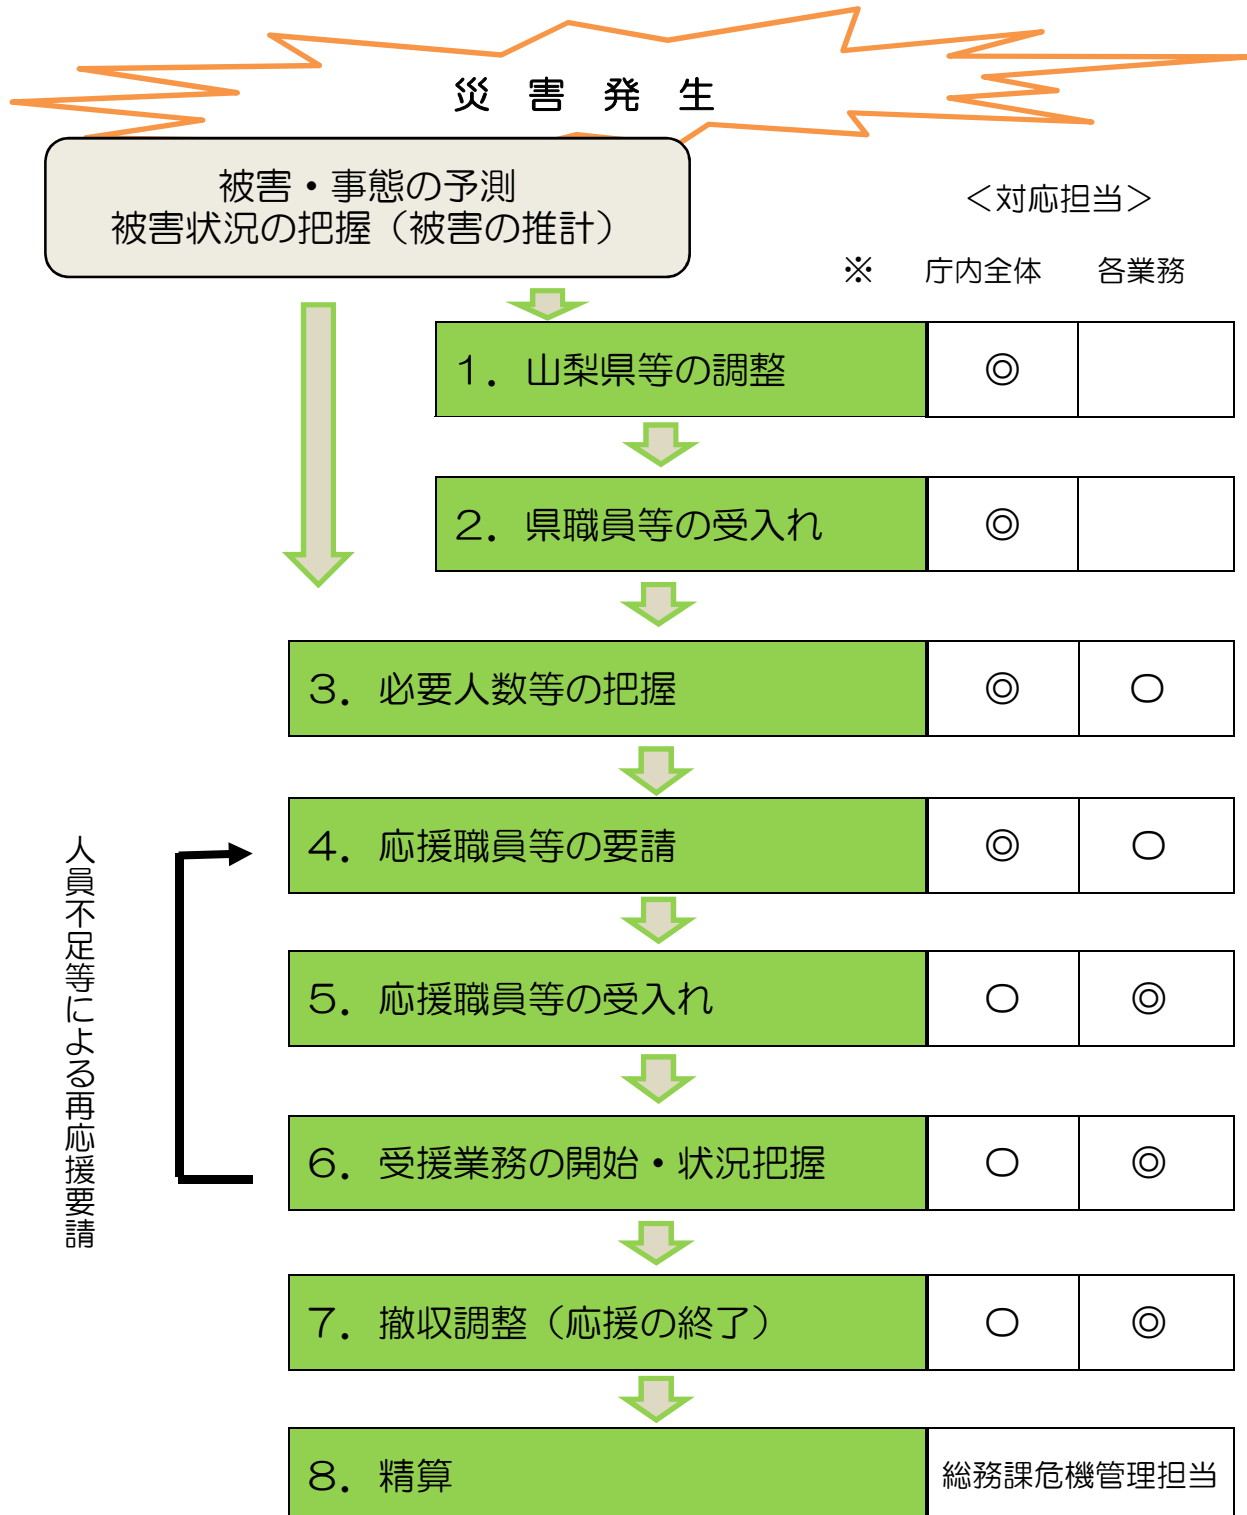 災　害　発　生
被害・事態の予測
被害状況の把握（被害の推計）
＜対応担当＞
※　庁内全体　各業務
１．山梨県等の調整　◎
２．県職員等の受入れ　◎
３．必要人数等の把握　◎　○
４．応援職員等の要請　◎　○
５．応援職員等の受入れ　○　◎
６．受援業務の開始・状況把握　○　◎
７．撤収調整（応援の終了）　○　◎
８．精算　総務課危機管理担当
人員不足等による再応援要請